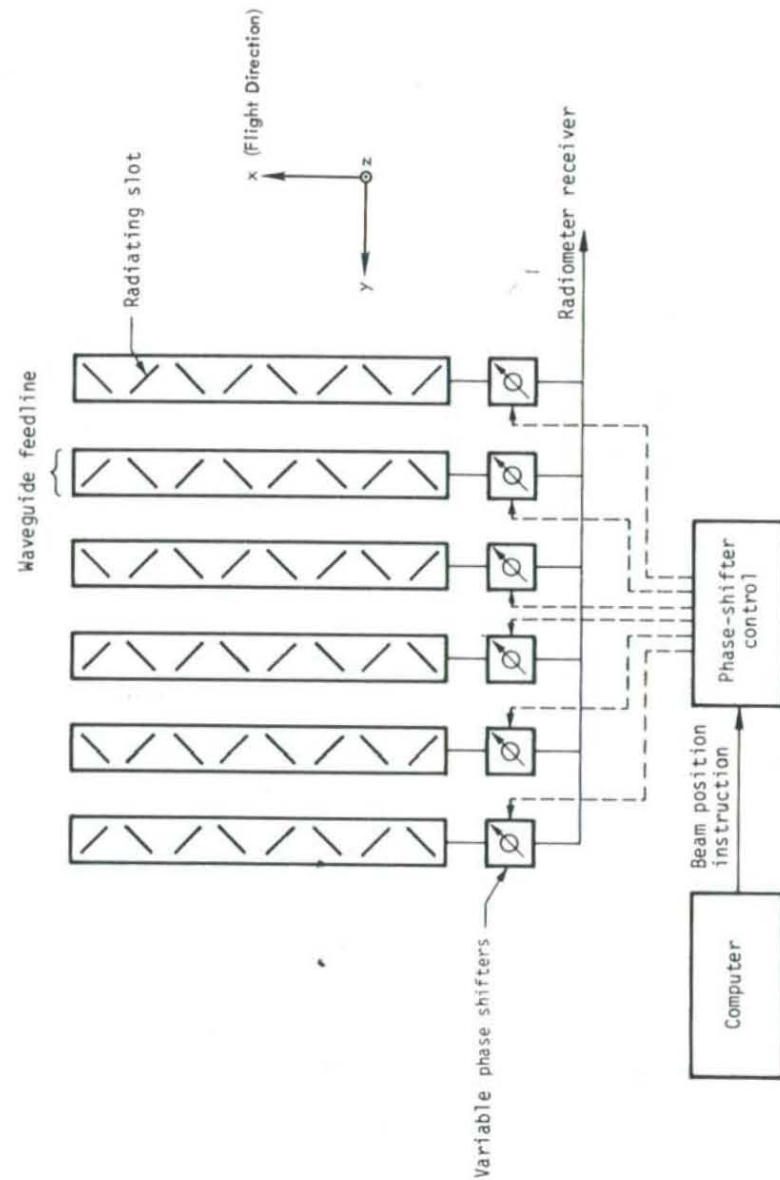 Waveguide feedline
Radiating slot
x (Flight Direction)
y
z
Radiometer receiver
Variable phase shifters
Beam position
instruction
Computer
Phase-shifter
control